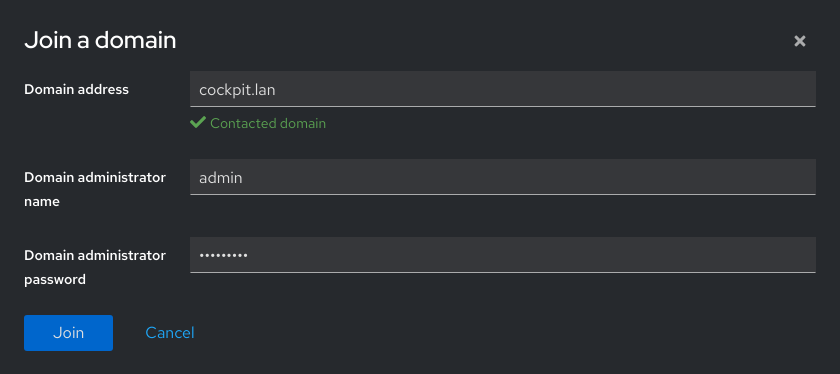 Join a domain
Domain address
cockpit.lan
Contacted domain
Domain administrator
name
admin
Domain administrator
password
•••••••••
Join
Cancel